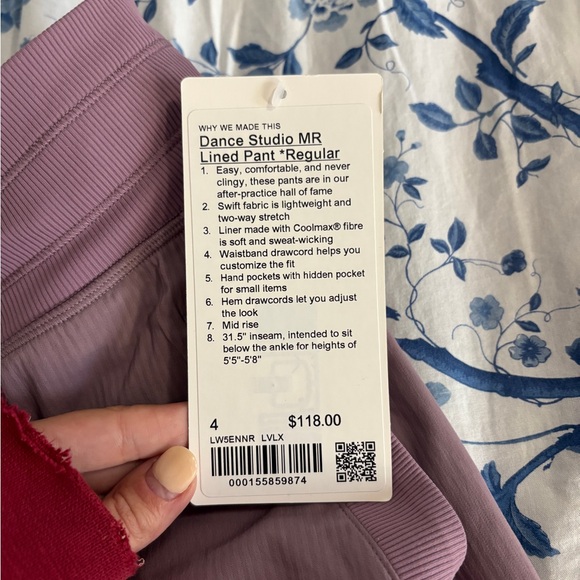 WHY WE MADE THIS
Dance Studio MR
Lined Pant *Regular
1. Easy, comfortable, and never
clingy, these pants are in our
after-practice hall of fame
2. Swift fabric is lightweight and
two-way stretch
3. Liner made with Coolmax® fibre
is soft and sweat-wicking
4. Waistband drawcord helps you
customize the fit
5. Hand pockets with hidden pocket
for small items
6. Hem drawcords let you adjust
the look
7. Mid rise
8. 31.5" inseam, intended to sit
below the ankle for heights of
5'5"-5'8"
4 $118.00
LW5ENNR LVLX
000155859874